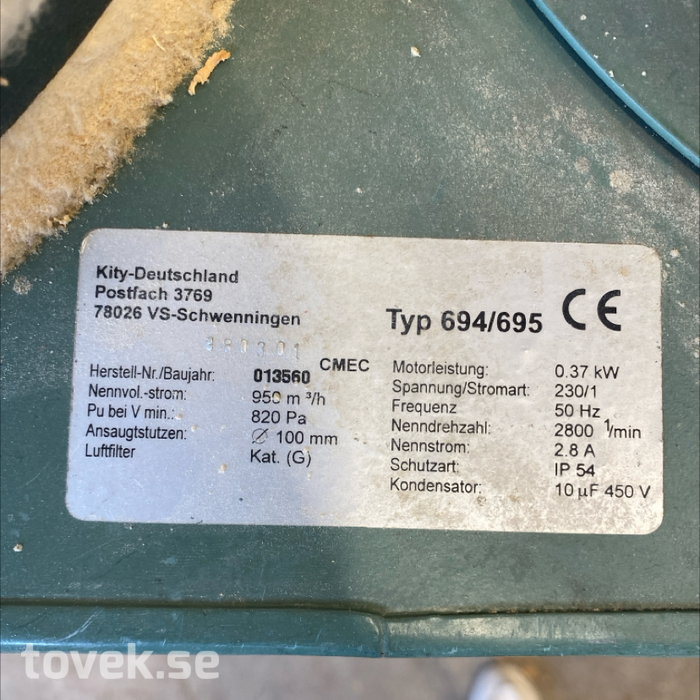 Kity-Deutschland
Postfach 3769
78026 VS-Schwenningen
Typ 694/695 CE
CMEC
Herstell-Nr./Baujahr: 013560
Nennvol.-strom: 950 m ³/h
Pu bei V min.: 820 Pa
Ansaugtstutzen: ∅ 100 mm
Luftfilter Kat. (G)
Motorleistung: 0.37 kW
Spannung/Stromart: 230/1
Frequenz 50 Hz
Nenndrehzahl: 2800 1/min
Nennstrom: 2.8 A
Schutzart: IP 54
Kondensator: 10 µF 450 V
tovek.se